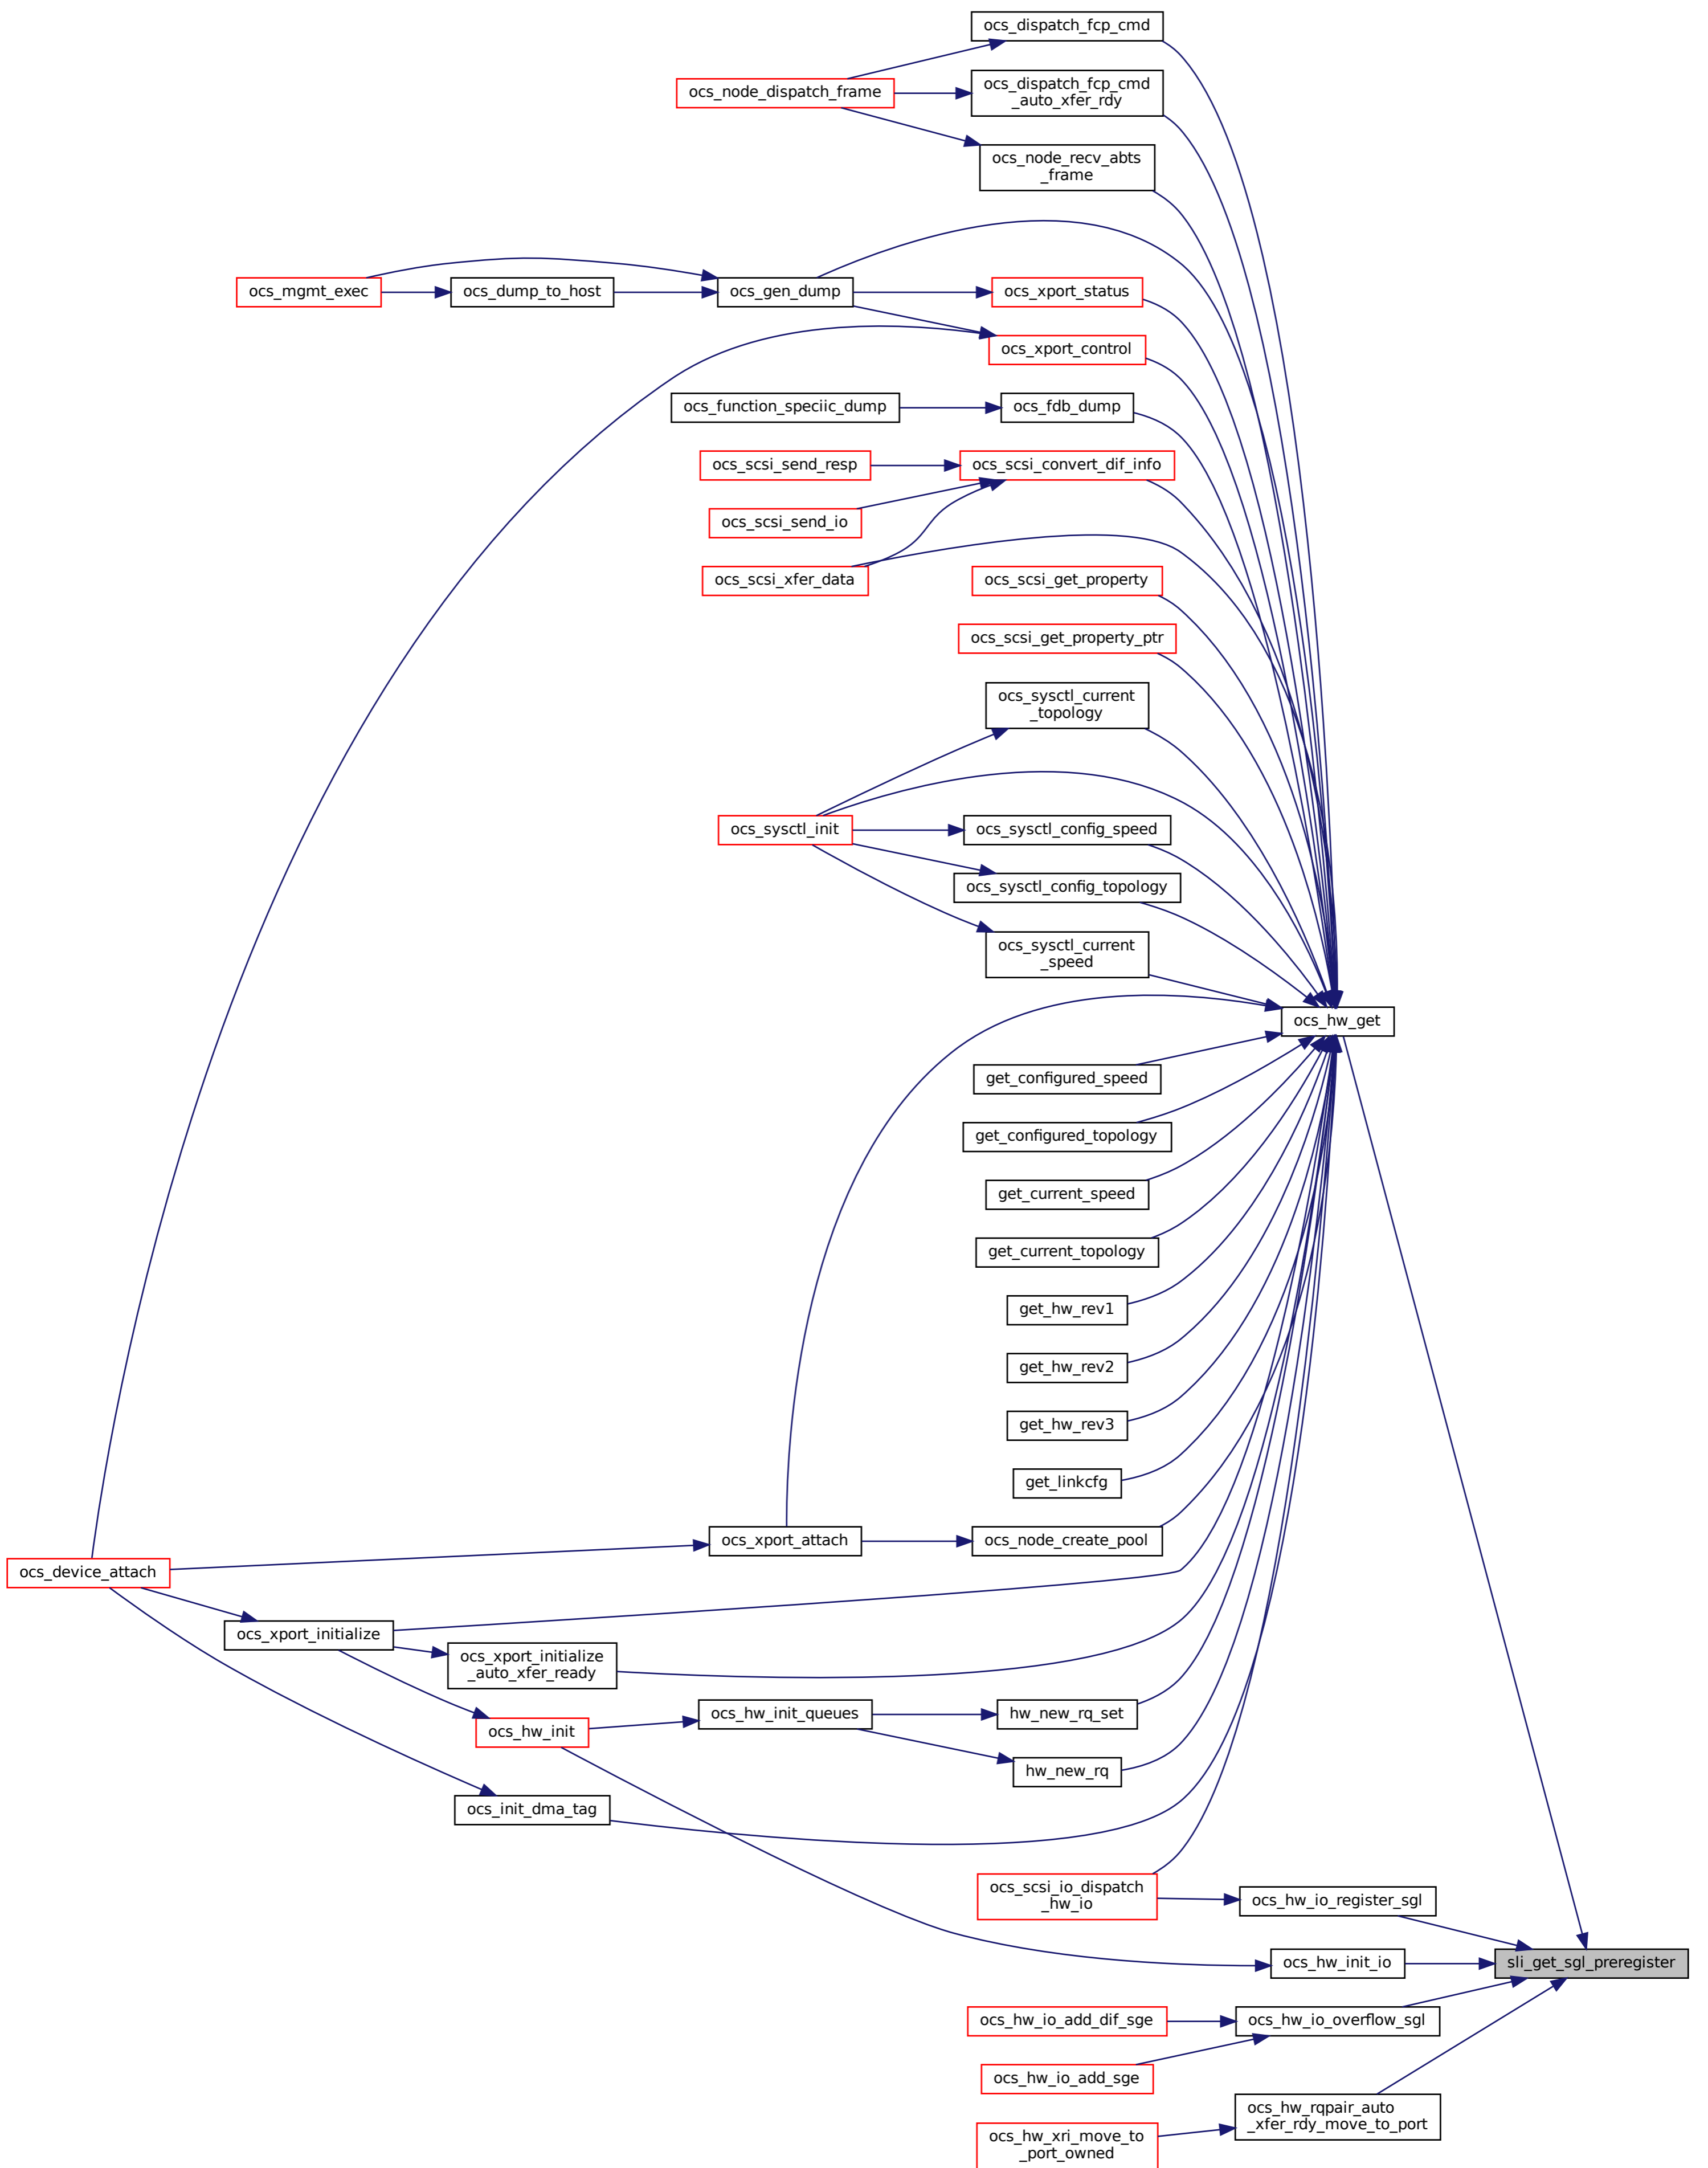 ocs_dispatch_fcp_cmd
ocs_node_dispatch_frame
ocs_dispatch_fcp_cmd
_auto_xfer_rdy
ocs_node_recv_abts
_frame
ocs_mgmt_exec
ocs_dump_to_host
ocs_gen_dump
ocs_xport_status
ocs_xport_control
ocs_function_speciic_dump
ocs_fdb_dump
ocs_scsi_send_resp
ocs_scsi_convert_dif_info
ocs_scsi_send_io
ocs_scsi_xfer_data
ocs_scsi_get_property
ocs_scsi_get_property_ptr
ocs_sysctl_current
_topology
ocs_sysctl_init
ocs_sysctl_config_speed
ocs_sysctl_config_topology
ocs_sysctl_current
_speed
ocs_hw_get
get_configured_speed
get_configured_topology
get_current_speed
get_current_topology
get_hw_rev1
get_hw_rev2
get_hw_rev3
get_linkcfg
ocs_xport_attach
ocs_node_create_pool
ocs_device_attach
ocs_xport_initialize
ocs_xport_initialize
_auto_xfer_ready
ocs_hw_init
ocs_hw_init_queues
hw_new_rq_set
hw_new_rq
ocs_init_dma_tag
ocs_scsi_io_dispatch
_hw_io
ocs_hw_io_register_sgl
ocs_hw_init_io
sli_get_sgl_preregister
ocs_hw_io_add_dif_sge
ocs_hw_io_overflow_sgl
ocs_hw_io_add_sge
ocs_hw_rqpair_auto
_xfer_rdy_move_to_port
ocs_hw_xri_move_to
_port_owned